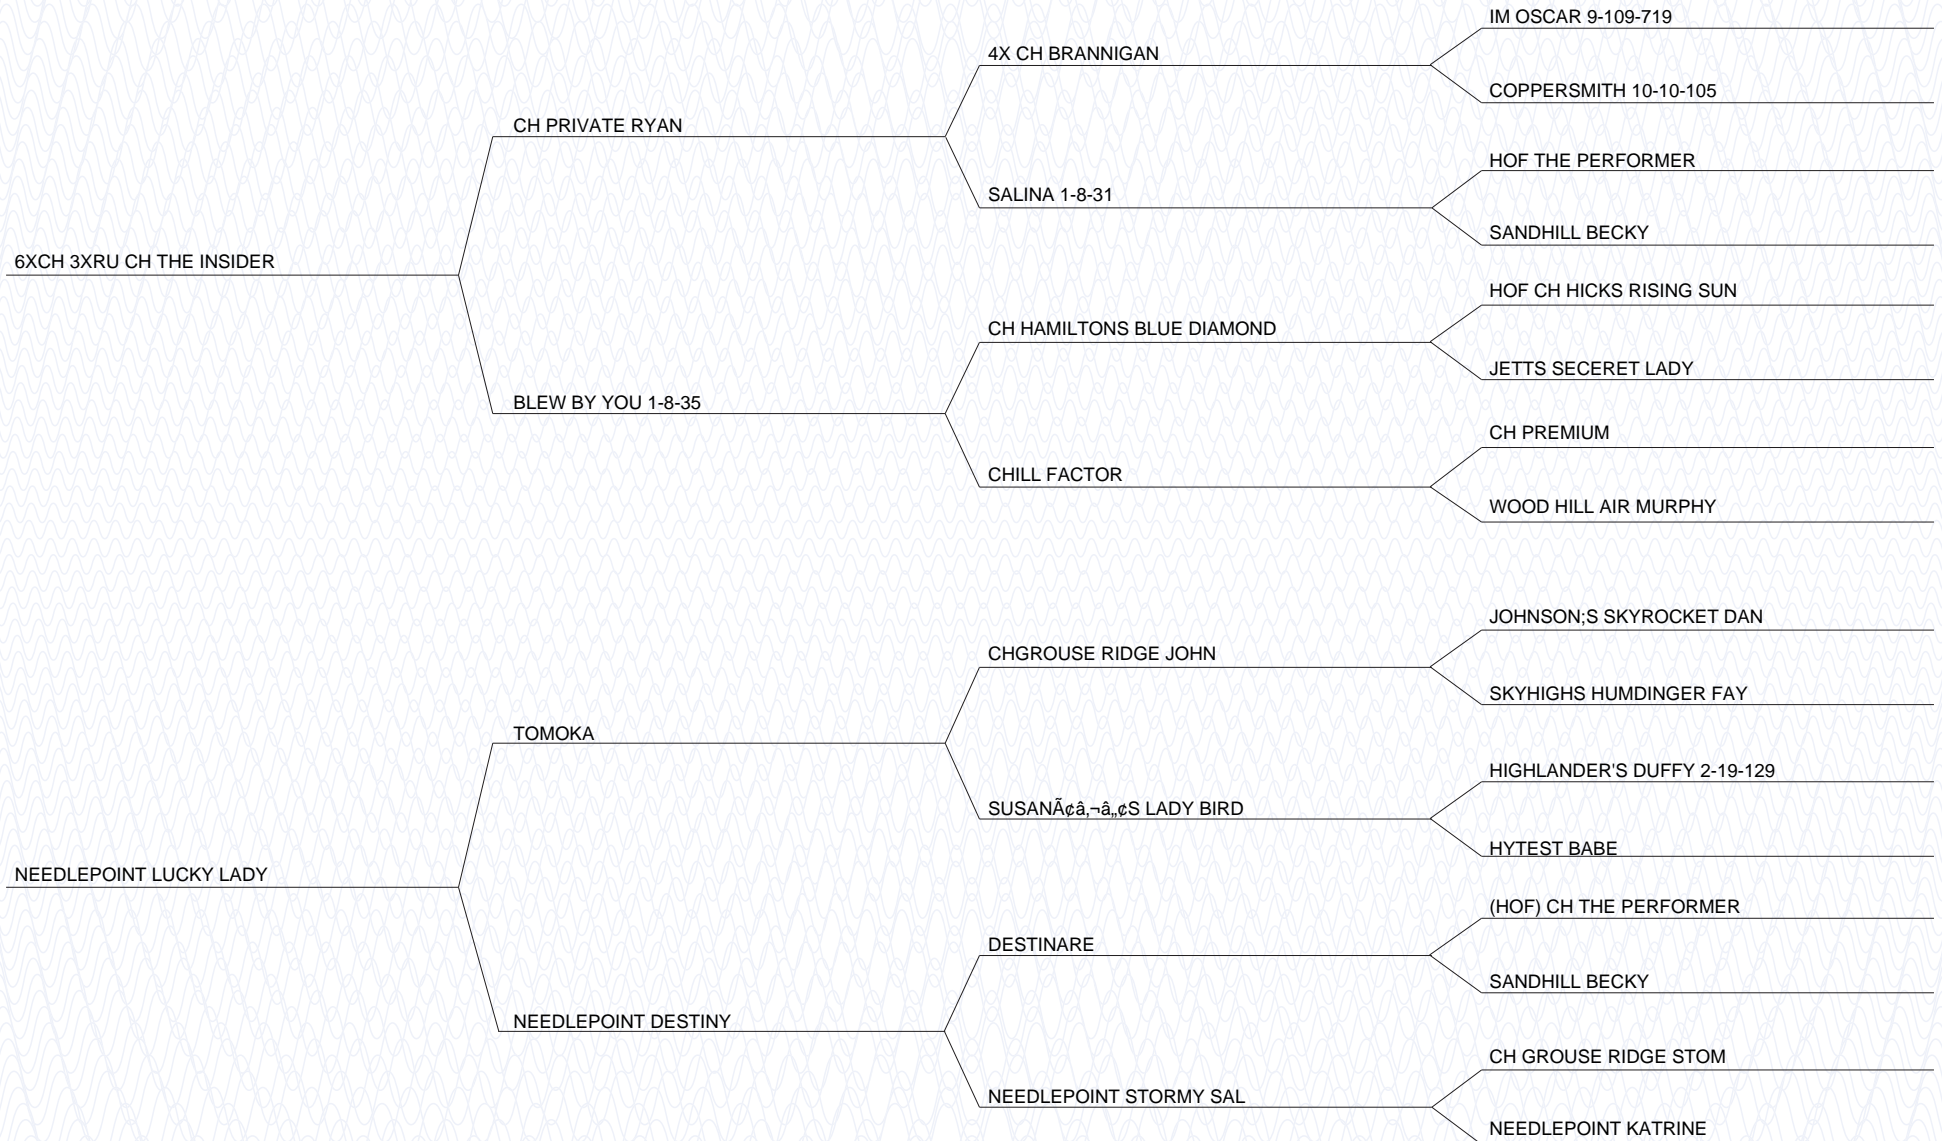 IM OSCAR 9-109-719
4X CH BRANNIGAN
COPPERSMITH 10-10-105
CH PRIVATE RYAN
HOF THE PERFORMER
SALINA 1-8-31
SANDHILL BECKY
6XCH 3XRU CH THE INSIDER
HOF CH HICKS RISING SUN
CH HAMILTONS BLUE DIAMOND
JETTS SECERET LADY
BLEW BY YOU 1-8-35
CH PREMIUM
CHILL FACTOR
WOOD HILL AIR MURPHY
JOHNSON;S SKYROCKET DAN
CHGROUSE RIDGE JOHN
SKYHIGHS HUMDINGER FAY
TOMOKA
HIGHLANDER'S DUFFY 2-19-129
SUSANÃ¢â‚¬â„¢S LADY BIRD
HYTEST BABE
NEEDLEPOINT LUCKY LADY
(HOF) CH THE PERFORMER
DESTINARE
SANDHILL BECKY
NEEDLEPOINT DESTINY
CH GROUSE RIDGE STOM
NEEDLEPOINT STORMY SAL
NEEDLEPOINT KATRINE